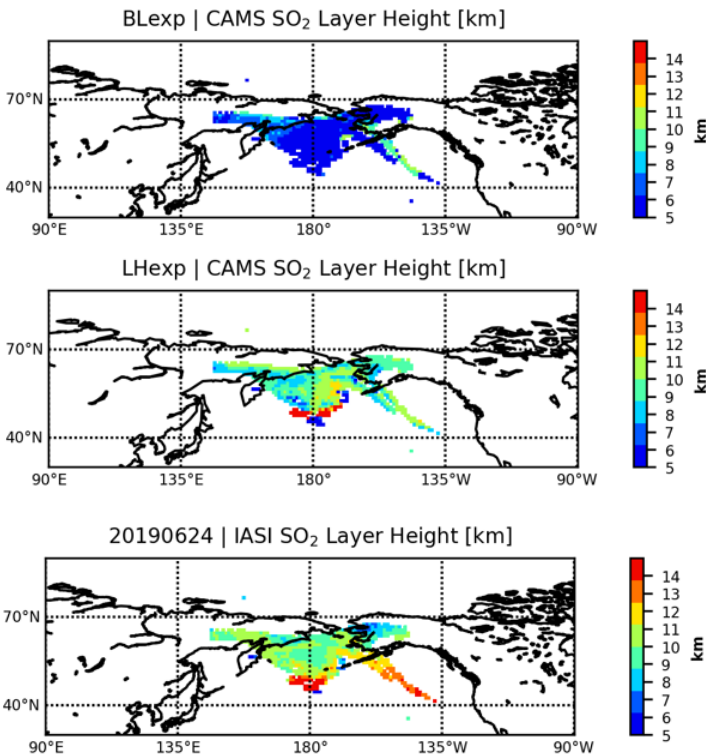 BLexp | CAMS SO₂ Layer Height [km]
70°N
40°N
90°E 135°E 180° 135°W 90°W
14
13
12
11
10
9
8
7
6
5
km
LHexp | CAMS SO₂ Layer Height [km]
70°N
40°N
90°E 135°E 180° 135°W 90°W
14
13
12
11
10
9
8
7
6
5
km
20190624 | IASI SO₂ Layer Height [km]
70°N
40°N
90°E 135°E 180° 135°W 90°W
14
13
12
11
10
9
8
7
6
5
km